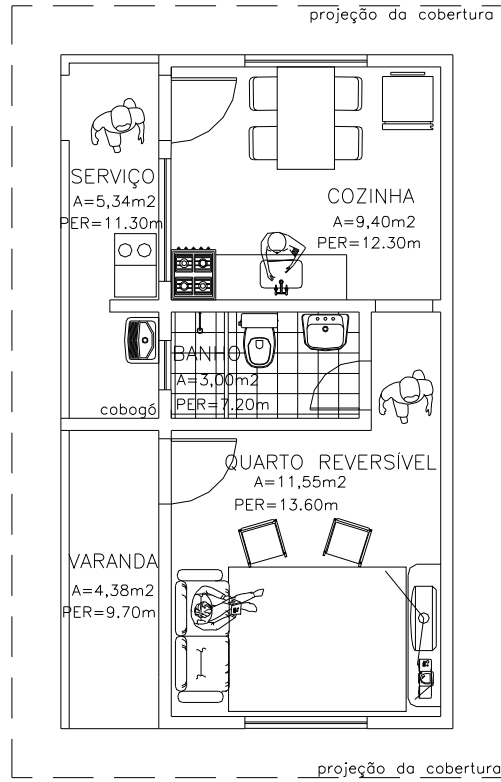 projeção da cobertura
SERVIÇO
A=5,34m2
PER=11.30m
COZINHA
A=9,40m2
PER=12.30m
BANHO
A=3,00m2
PER=7.20m
cobogó
QUARTO REVERSÍVEL
A=11,55m2
PER=13.60m
VARANDA
A=4,38m2
PER=9.70m
projeção da cobertura